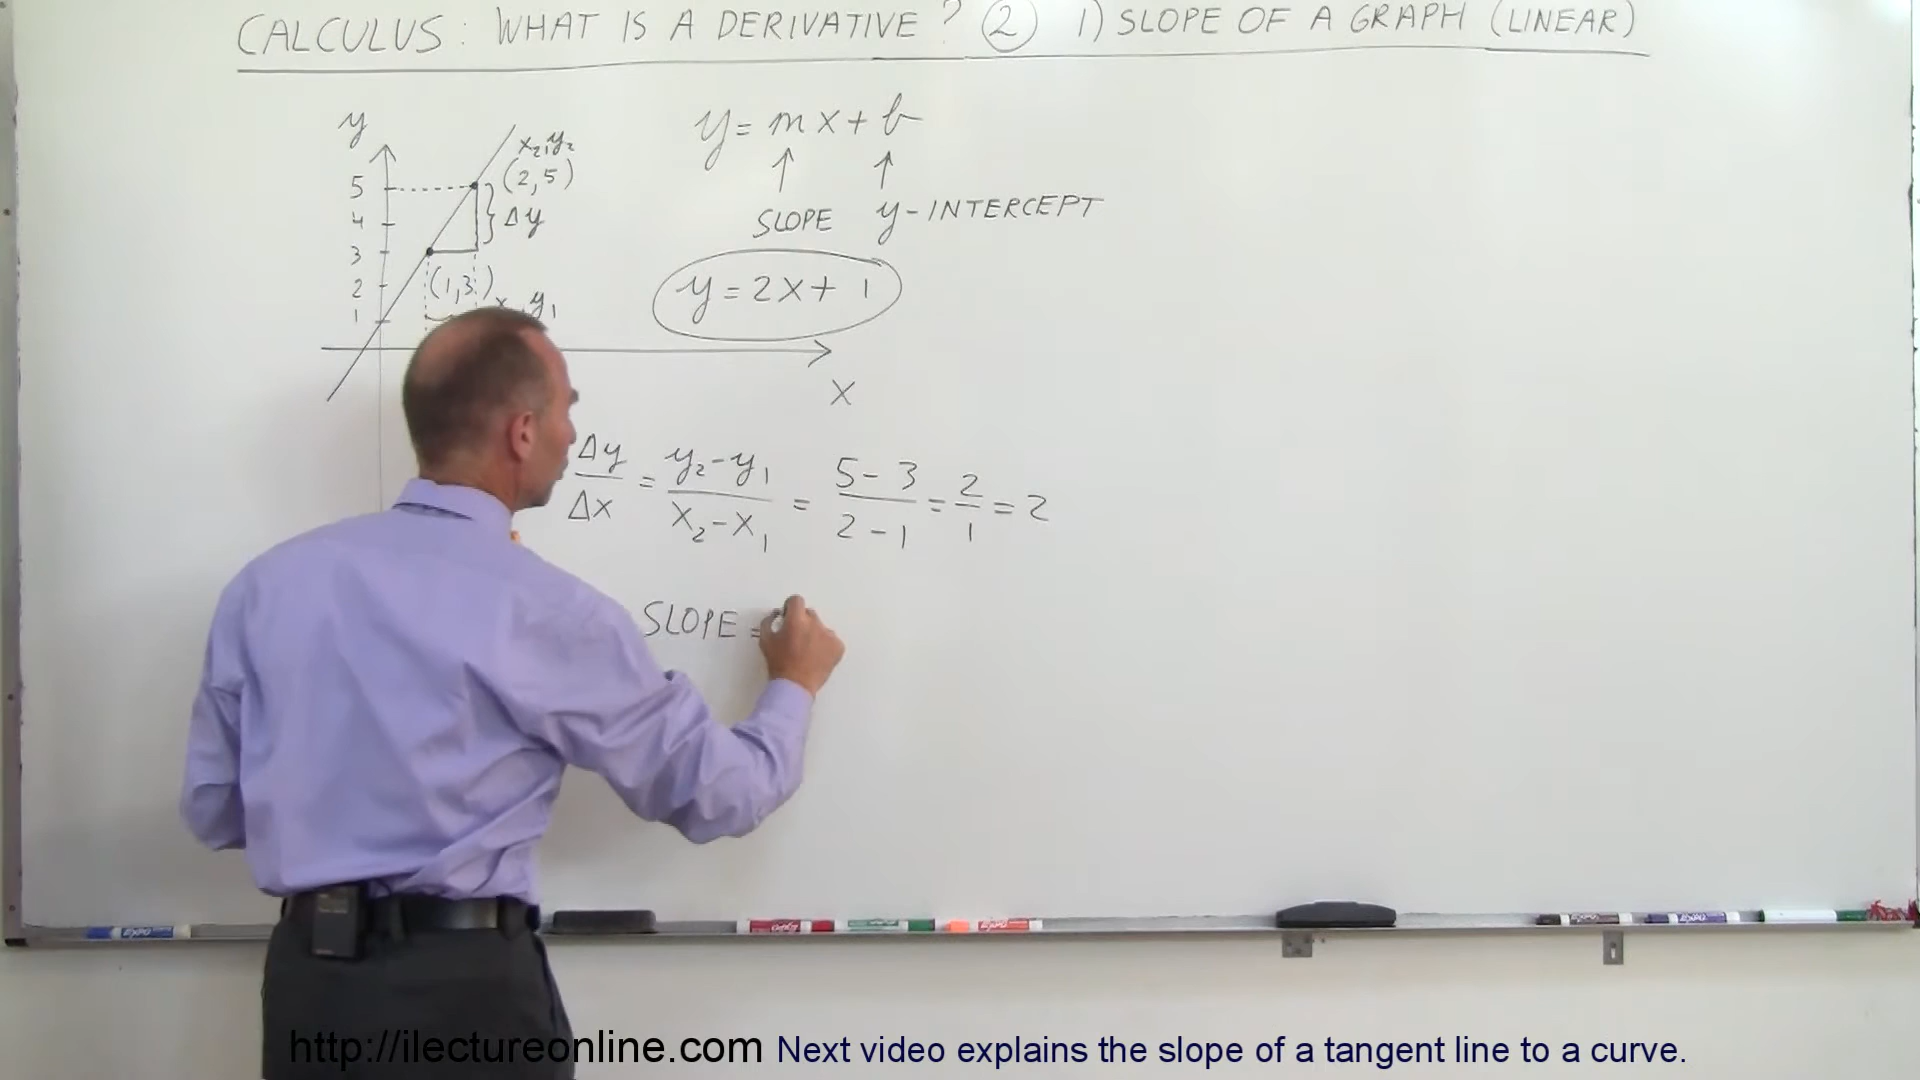 CALCULUS: WHAT IS A DERIVATIVE? ② 1) SLOPE OF A GRAPH (LINEAR)
y
x₂,y₂
5 (2,5)
4 Δy
3
2 (1,3)
1 y₁
x
y = mx + b
↑ ↑
SLOPE y-INTERCEPT
y = 2x + 1
Δy/Δx = (y₂-y₁)/(x₂-x₁) = (5-3)/(2-1) = 2/1 = 2
SLOPE =
http://ilectureonline.com Next video explains the slope of a tangent line to a curve.